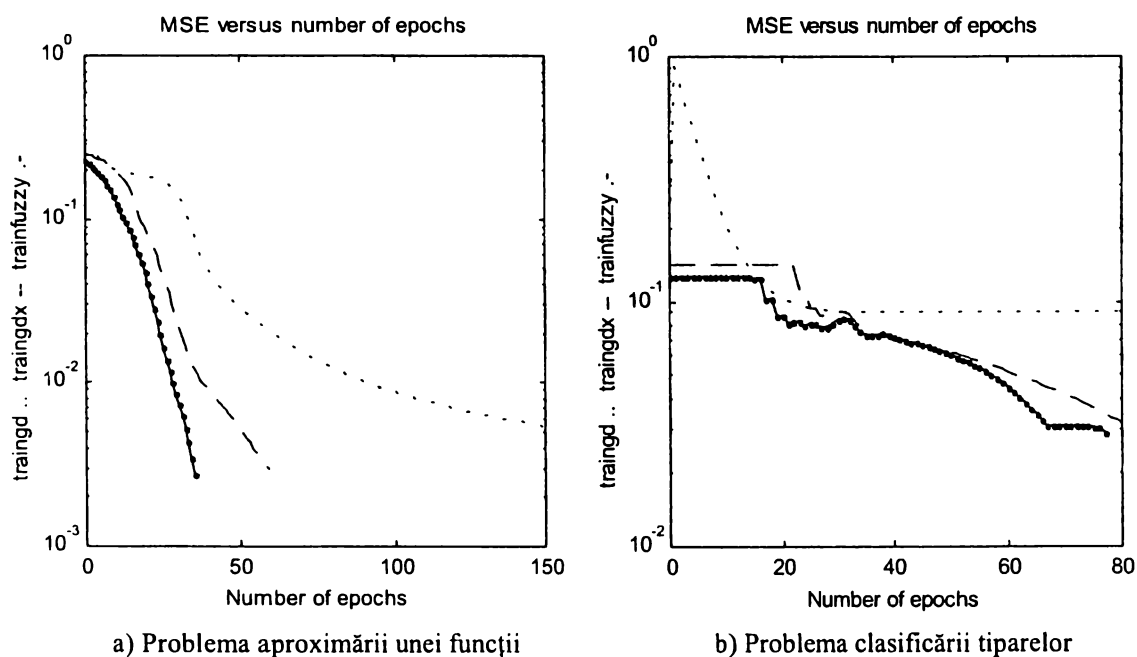 MSE versus number of epochs
10^0
10^-1
10^-2
10^-3
traingd .. traingdx -- trainfuzzy .-
0 50 100 150
Number of epochs
a) Problema aproximării unei funcţii
MSE versus number of epochs
10^0
10^-1
10^-2
traingd .. traingdx -- trainfuzzy .-
0 20 40 60 80
Number of epochs
b) Problema clasificării tiparelor